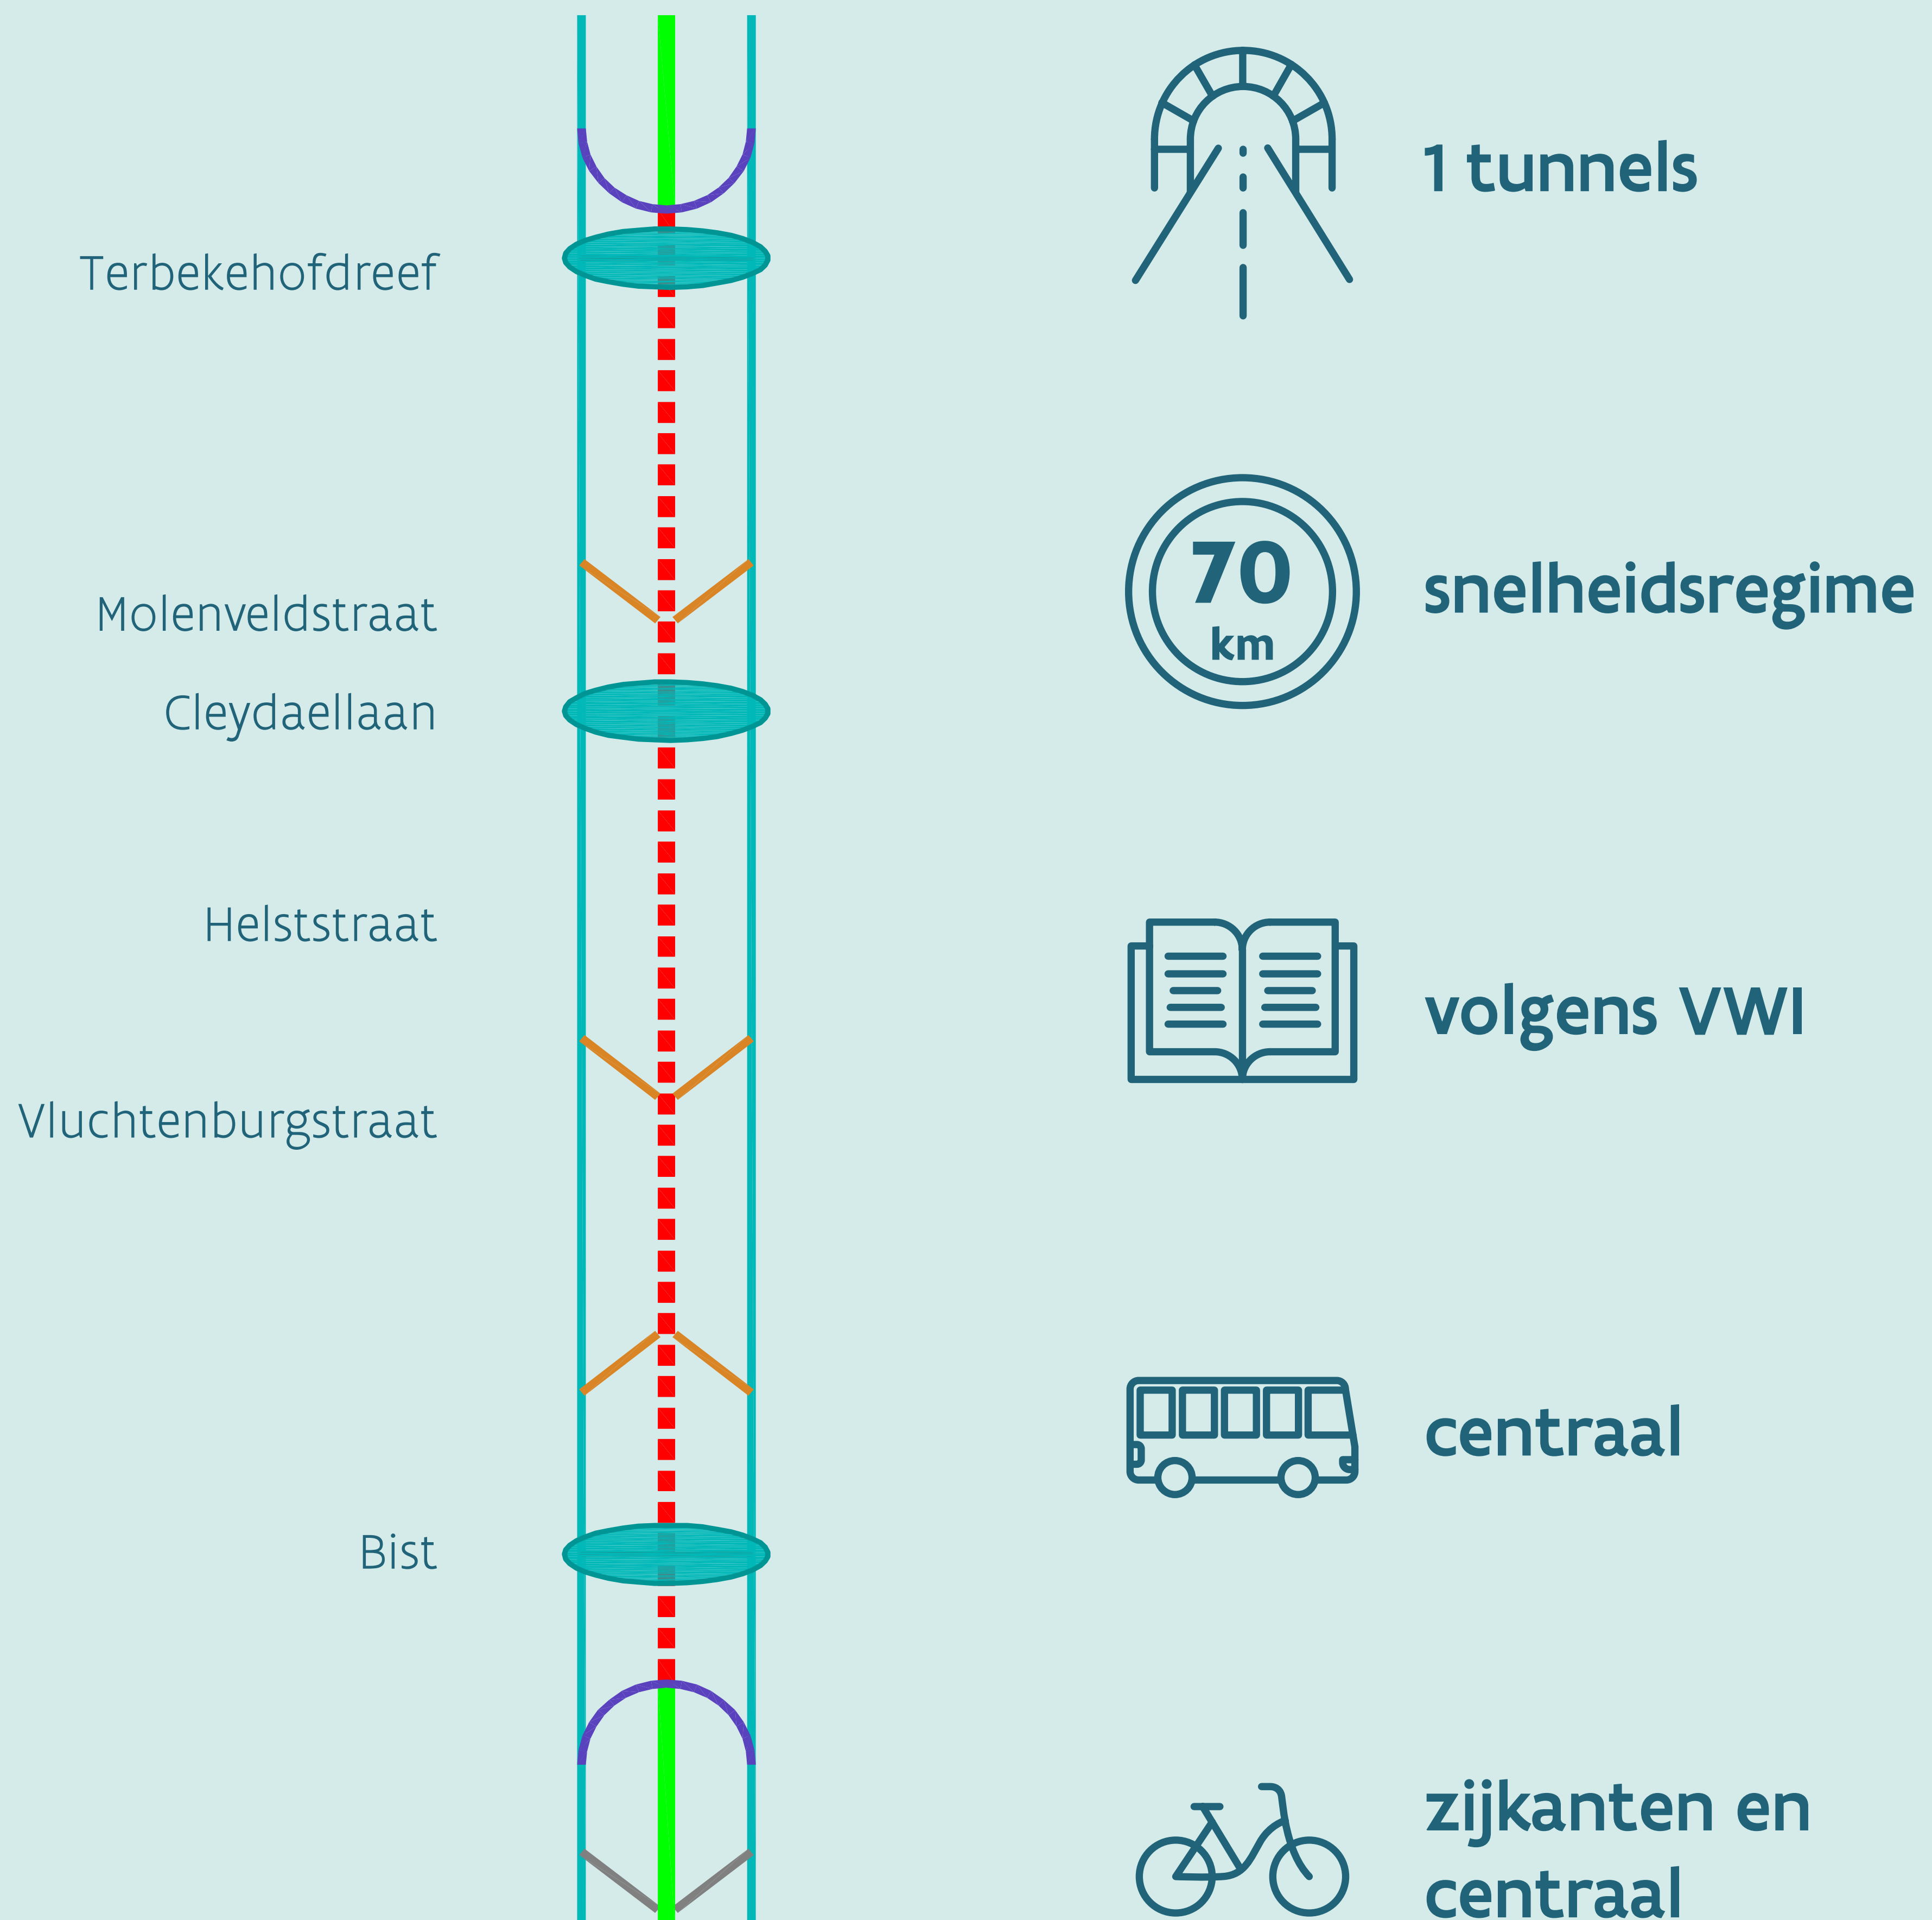 1 tunnels
Terbekehofdreef
70
km
snelheidsregime
Molenveldstraat
Cleydaellaan
Helststraat
volgens VWI
Vluchtenburgstraat
centraal
Bist
zijkanten en
centraal